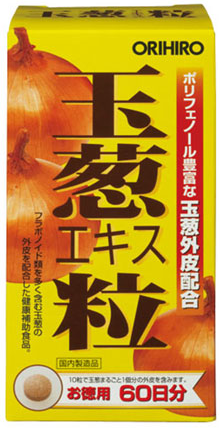 ORIHIRO
ポリフェノール豊富な
玉葱外皮配合
玉葱
エキス
粒
フラボノイド類を多く含む玉葱の
外皮を配合した健康補助食品。
国内製造品
10粒で玉葱まるごと1個分の外皮を含みます。
お徳用 60日分